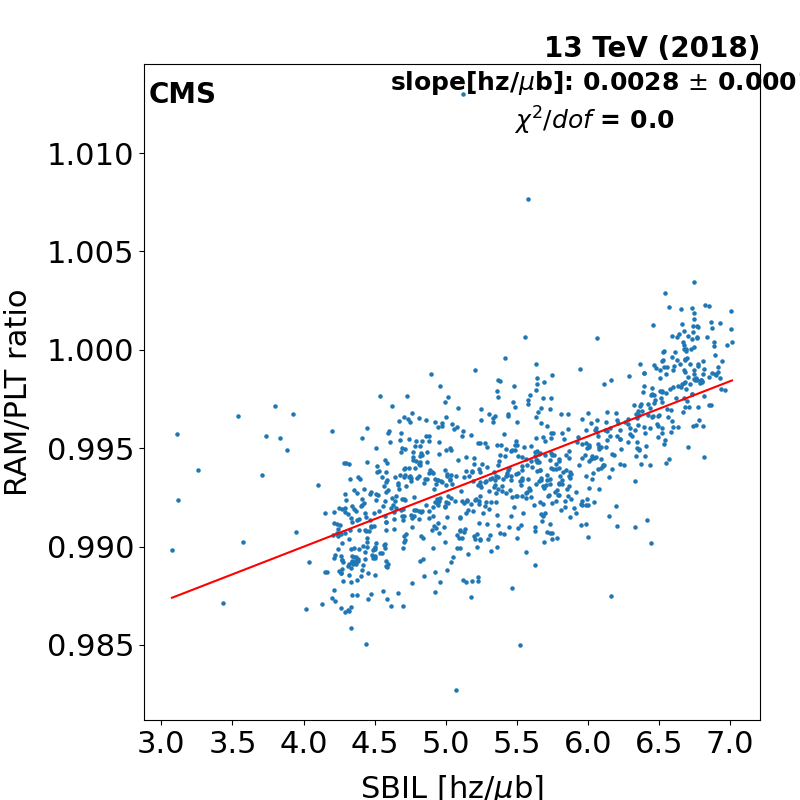 13 TeV (2018)
CMS
slope[hz/μb]: 0.0028 ± 0.000
χ²/dof = 0.0
1.010
1.005
1.000
0.995
0.990
0.985
RAM/PLT ratio
3.0 3.5 4.0 4.5 5.0 5.5 6.0 6.5 7.0
SBIL [hz/μb]